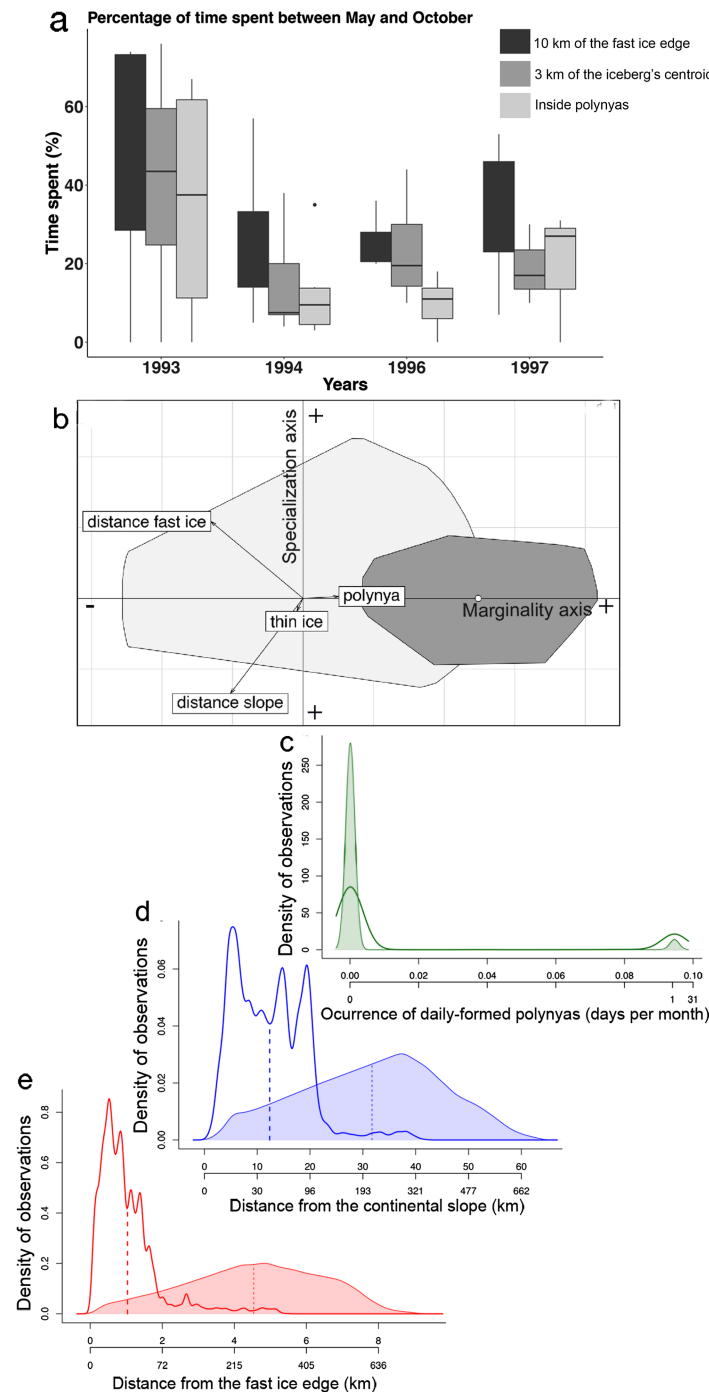 a
Percentage of time spent between May and October
10 km of the fast ice edge
3 km of the iceberg's centroid
Inside polynyas
Time spent (%)
60
40
20
0
1993 1994 1996 1997
Years
b
+
Specialization axis
distance fast ice
polynya
- Marginality axis +
thin ice
distance slope
+
c
Density of observations
250
200
150
100
50
0
0.00 0.02 0.04 0.06 0.08 0.10
0 1 31
Ocurrence of daily-formed polynyas (days per month)
d
Density of observations
0.06
0.04
0.02
0.00
0 10 20 30 40 50 60
0 30 96 193 321 477 662
Distance from the continental slope (km)
e
Density of observations
0.8
0.6
0.4
0.2
0.0
0 2 4 6 8
0 72 215 405 636
Distance from the fast ice edge (km)